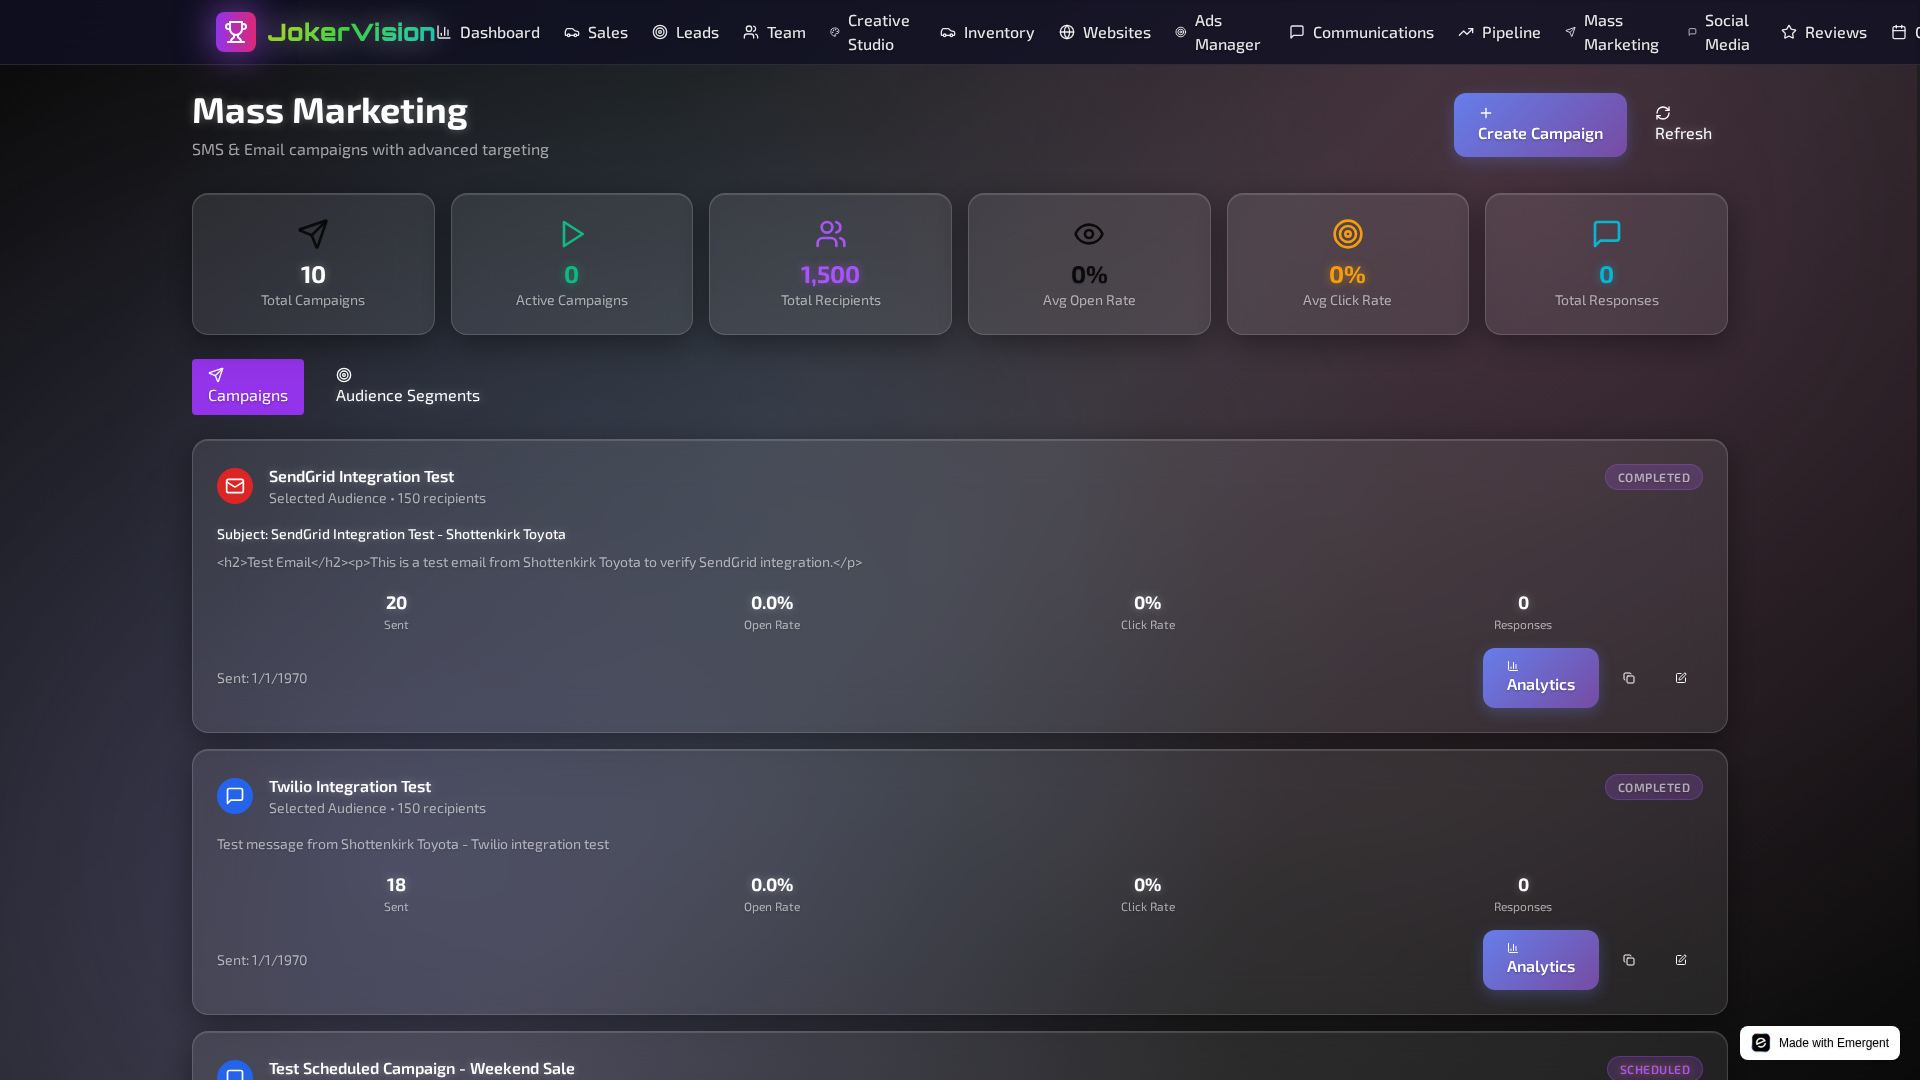 JokerVision
Dashboard
Sales
Leads
Team
Creative
Studio
Inventory
Websites
Ads
Manager
Communications
Pipeline
Mass
Marketing
Social
Media
Reviews
Mass Marketing
SMS & Email campaigns with advanced targeting
Create Campaign
Refresh
10
Total Campaigns
0
Active Campaigns
1,500
Total Recipients
0%
Avg Open Rate
0%
Avg Click Rate
0
Total Responses
Campaigns
Audience Segments
SendGrid Integration Test
Selected Audience • 150 recipients
COMPLETED
Subject: SendGrid Integration Test - Shottenkirk Toyota
<h2>Test Email</h2><p>This is a test email from Shottenkirk Toyota to verify SendGrid integration.</p>
20
Sent
0.0%
Open Rate
0%
Click Rate
0
Responses
Sent: 1/1/1970
Analytics
Twilio Integration Test
Selected Audience • 150 recipients
COMPLETED
Test message from Shottenkirk Toyota - Twilio integration test
18
Sent
0.0%
Open Rate
0%
Click Rate
0
Responses
Sent: 1/1/1970
Analytics
Test Scheduled Campaign - Weekend Sale
SCHEDULED
Made with Emergent